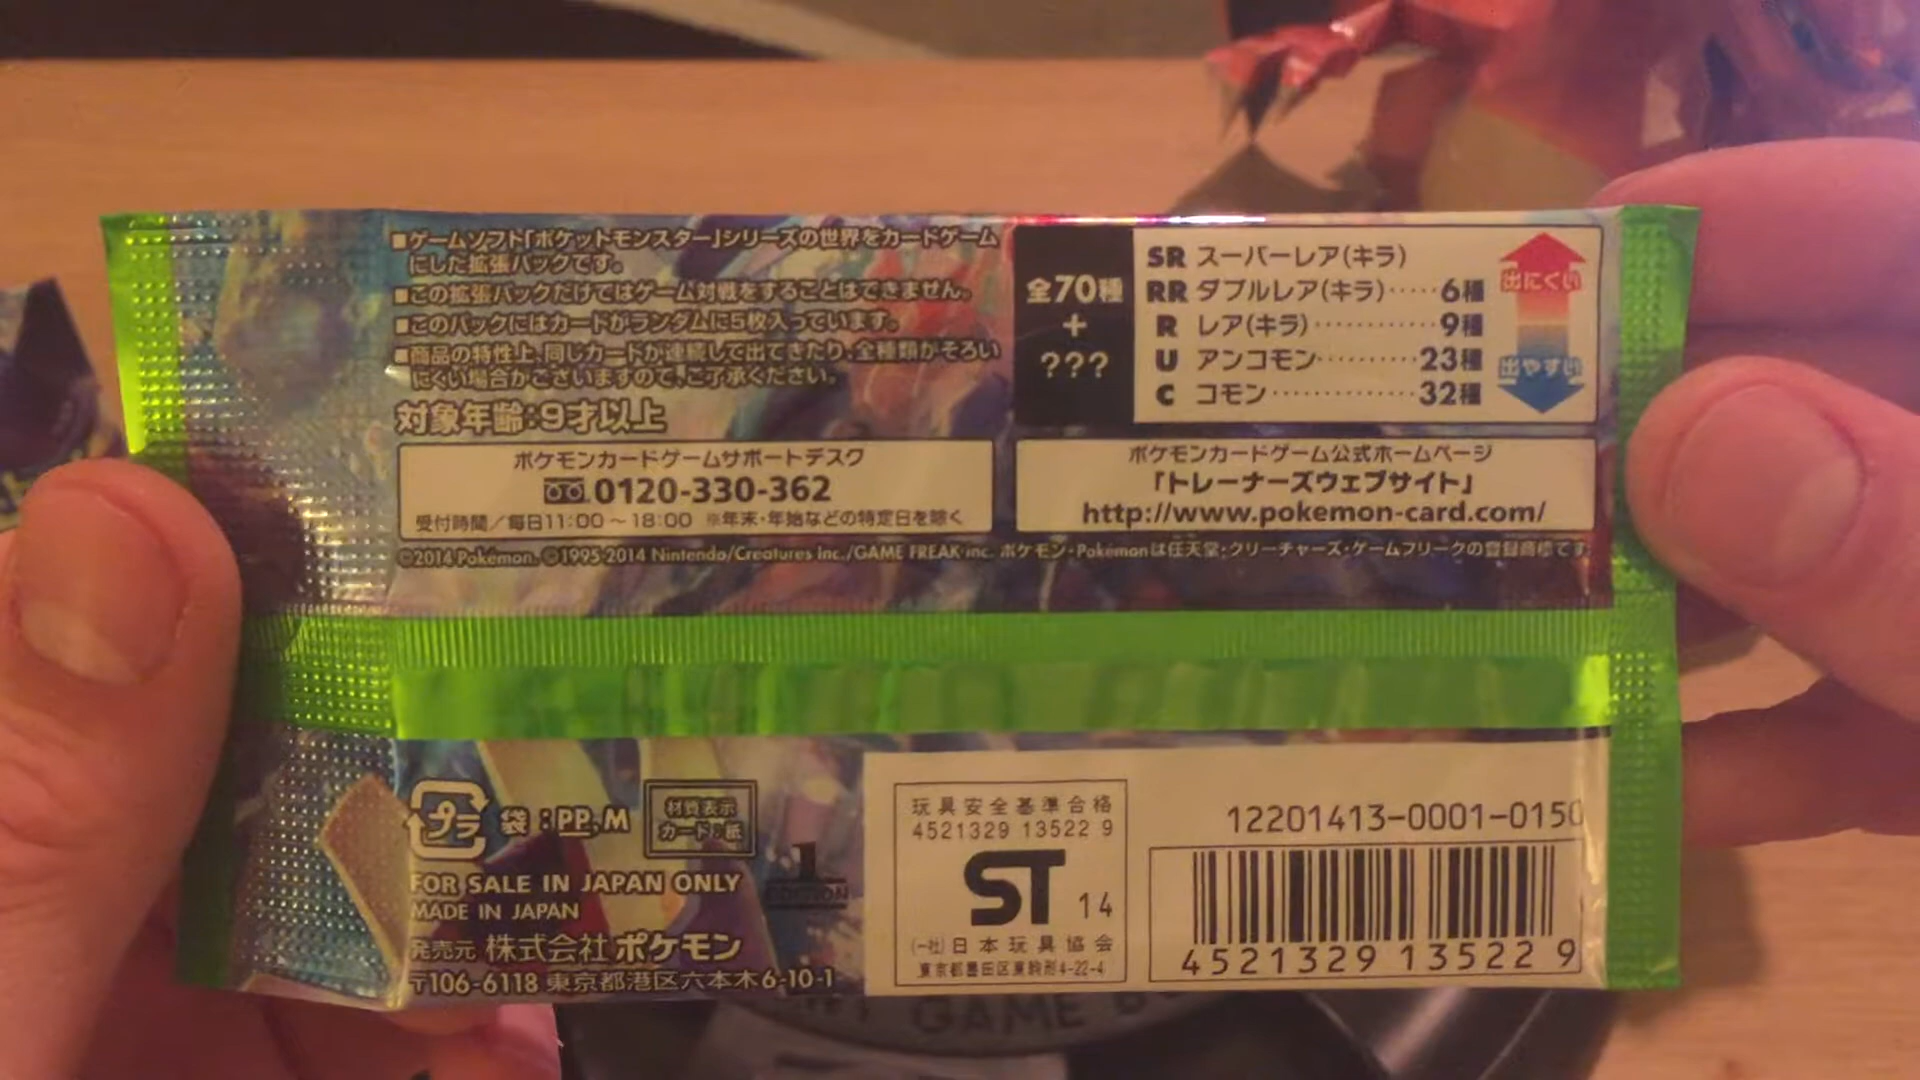 ■ゲームソフト「ポケットモンスター」シリーズの世界をカードゲーム
にした拡張パックです。
■この拡張パックだけではゲーム対戦をすることはできません。
■このパックにはカードがランダムに5枚入っています。
■商品の特性上、同じカードが連続して出てきたり、全種類がそろい
にくい場合がございますので、ご了承ください。
対象年齢:9才以上
全70種
+
???
SR スーパーレア(キラ)
RR ダブルレア(キラ)‥‥‥6種
R レア(キラ)‥‥‥‥‥‥9種
U アンコモン‥‥‥‥‥23種
C コモン‥‥‥‥‥‥‥32種
出にくい
出やすい
ポケモンカードゲームサポートデスク
0120-330-362
受付時間/毎日11:00~18:00 ※年末・年始などの特定日を除く
ポケモンカードゲーム公式ホームページ
「トレーナーズウェブサイト」
http://www.pokemon-card.com/
©2014 Pokémon. ©1995-2014 Nintendo/Creatures Inc./GAME FREAK inc. ポケモン・Pokémonは任天堂・クリーチャーズ・ゲームフリークの登録商標です
プラ 袋:PP,M
材質表示
カード:紙
FOR SALE IN JAPAN ONLY
MADE IN JAPAN
1
EDITION
発売元 株式会社ポケモン
〒106-6118 東京都港区六本木6-10-1
玩具安全基準合格
4521329 13522 9
ST 14
(一社)日本玩具協会
東京都墨田区東駒形4-22-4
12201413-0001-0150
4521329 135229
GAME